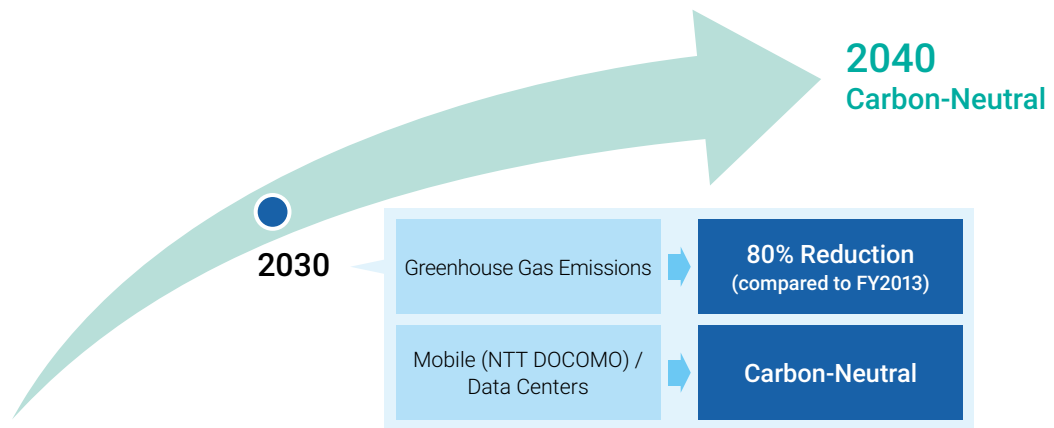 2040
Carbon-Neutral
2030
Greenhouse Gas Emissions
80% Reduction
(compared to FY2013)
Mobile (NTT DOCOMO) /
Data Centers
Carbon-Neutral